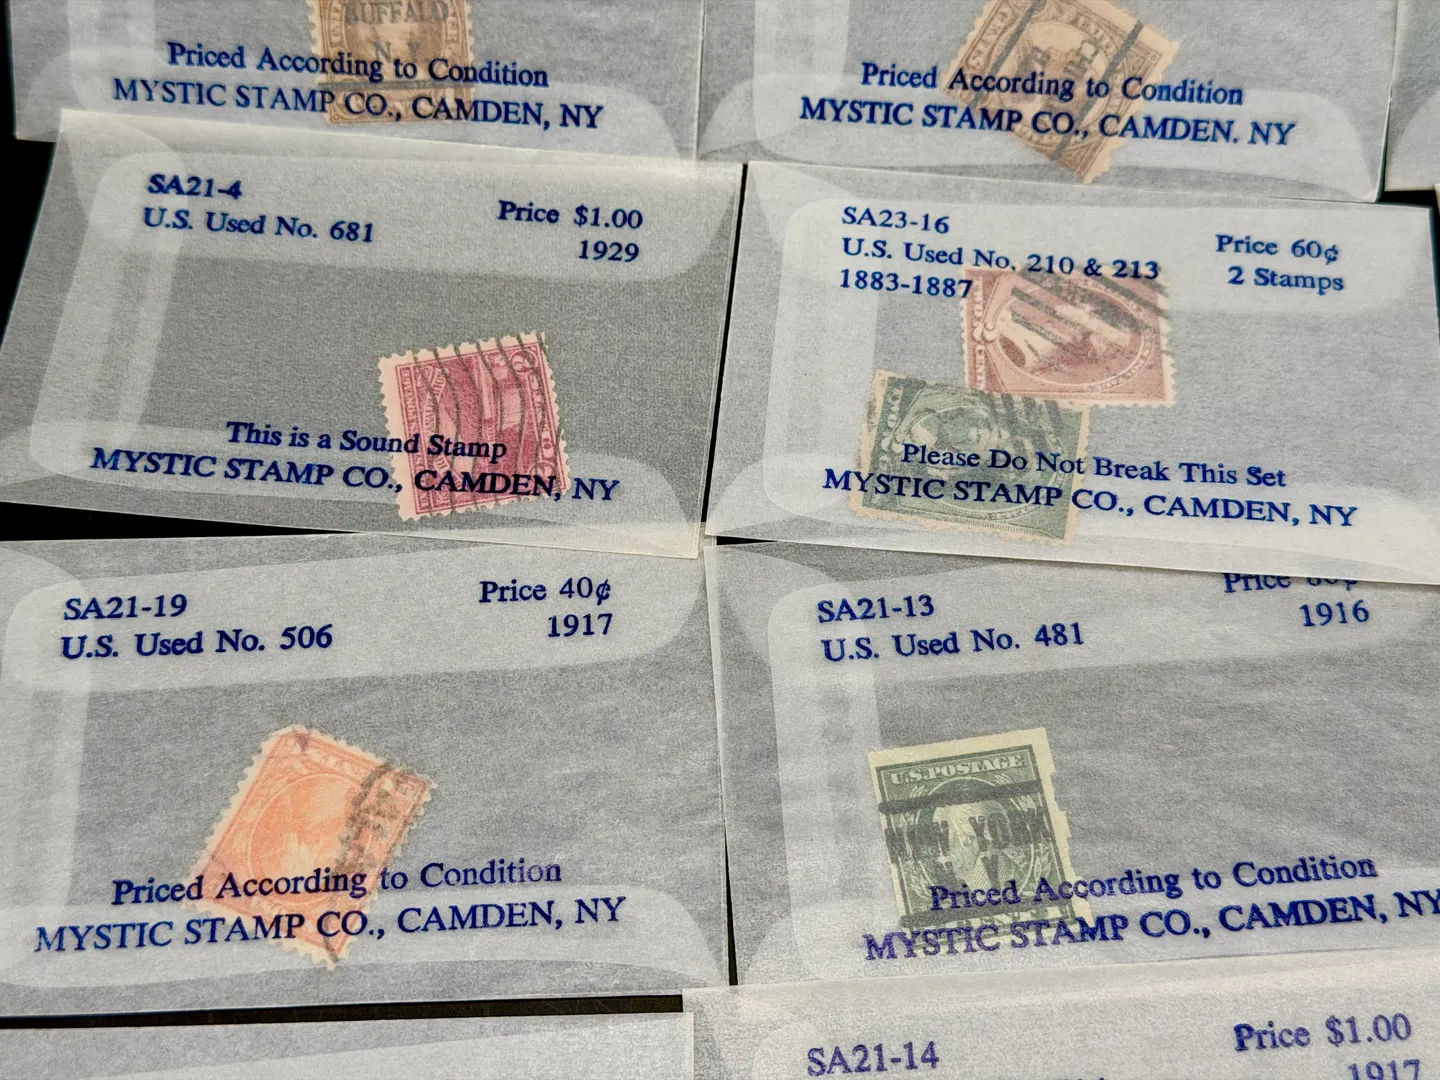 BUFFALO
N.Y.
Priced According to Condition
MYSTIC STAMP CO., CAMDEN, NY
Priced According to Condition
MYSTIC STAMP CO., CAMDEN. NY
SA21-4
U.S. Used No. 681
Price $1.00
1929
This is a Sound Stamp
MYSTIC STAMP CO., CAMDEN, NY
SA23-16
U.S. Used No. 210 & 213
1883-1887
Price 60¢
2 Stamps
Please Do Not Break This Set
MYSTIC STAMP CO., CAMDEN, NY
SA21-19
U.S. Used No. 506
Price 40¢
1917
Priced According to Condition
MYSTIC STAMP CO., CAMDEN, NY
SA21-13
U.S. Used No. 481
Price
1916
U.S. POSTAGE
NEW YORK
Priced According to Condition
MYSTIC STAMP CO., CAMDEN, NY
SA21-14
Price $1.00
1917